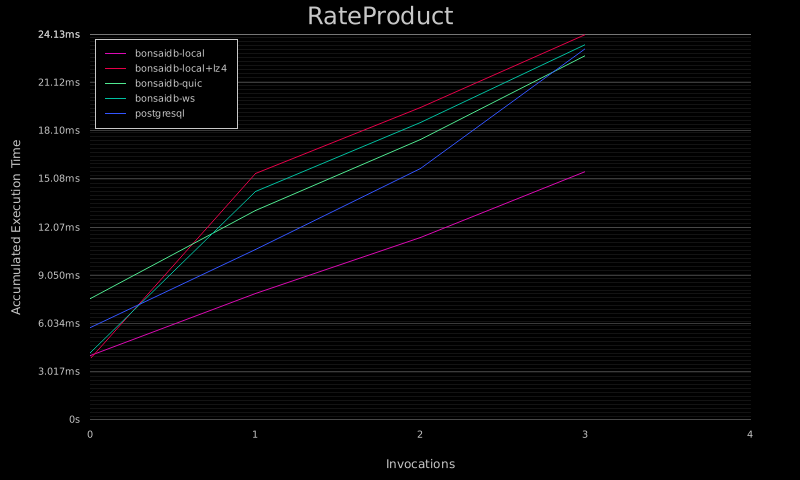 RateProduct
24.13ms
21.12ms
18.10ms
15.08ms
12.07ms
9.050ms
6.034ms
3.017ms
0s
Accumulated Execution Time
bonsaidb-local
bonsaidb-local+lz4
bonsaidb-quic
bonsaidb-ws
postgresql
0 1 2 3 4
Invocations